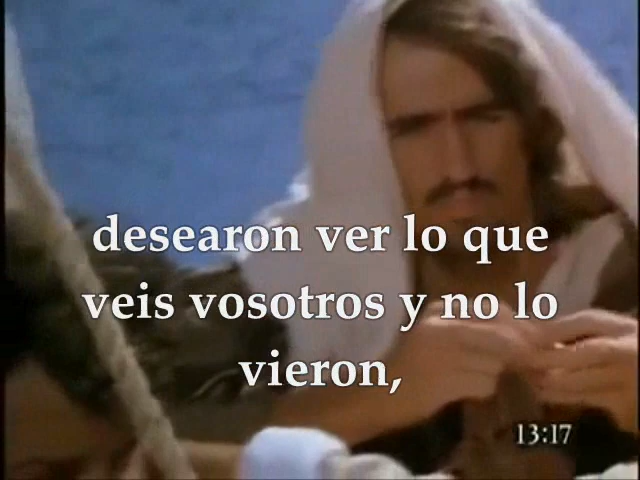 desearon ver lo que
veis vosotros y no lo
vieron,
13:17